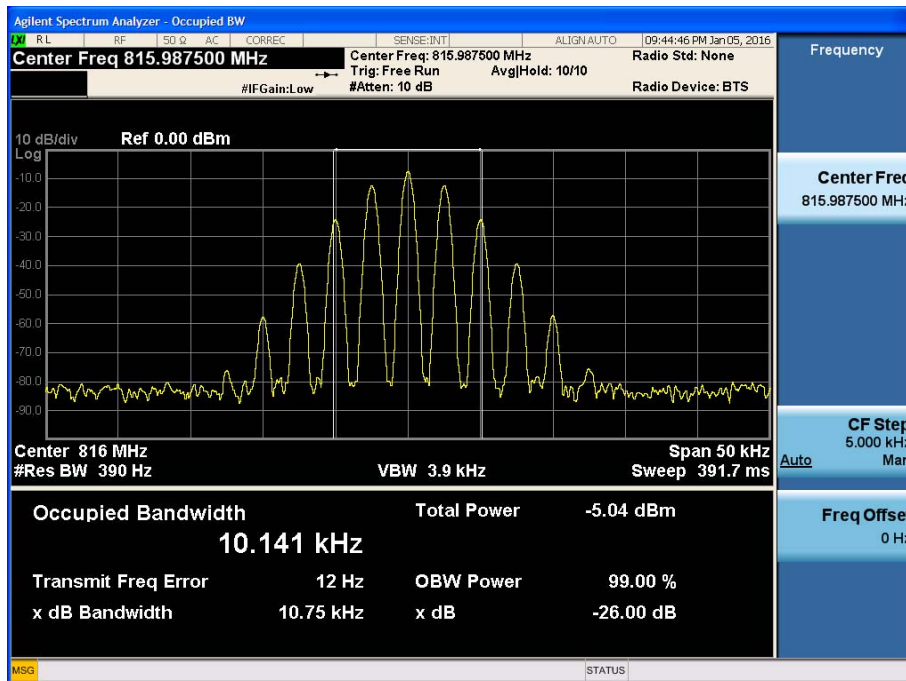 Agilent Spectrum Analyzer - Occupied BW
LXI RL RF 50 Ω AC CORREC SENSE:INT ALIGN AUTO 09:44:46 PM Jan 05, 2016
Center Freq 815.987500 MHz
Center Freq: 815.987500 MHz Radio Std: None
Trig: Free Run Avg|Hold: 10/10
#IFGain:Low #Atten: 10 dB Radio Device: BTS
10 dB/div Ref 0.00 dBm
Log
-10.0
-20.0
-30.0
-40.0
-50.0
-60.0
-70.0
-80.0
-90.0
Center 816 MHz Span 50 kHz
#Res BW 390 Hz VBW 3.9 kHz Sweep 391.7 ms
Occupied Bandwidth Total Power -5.04 dBm
10.141 kHz
Transmit Freq Error 12 Hz OBW Power 99.00 %
x dB Bandwidth 10.75 kHz x dB -26.00 dB
MSG STATUS
Frequency
Center Freq
815.987500 MHz
CF Step
5.000 kHz
Auto Man
Freq Offse
0 Hz